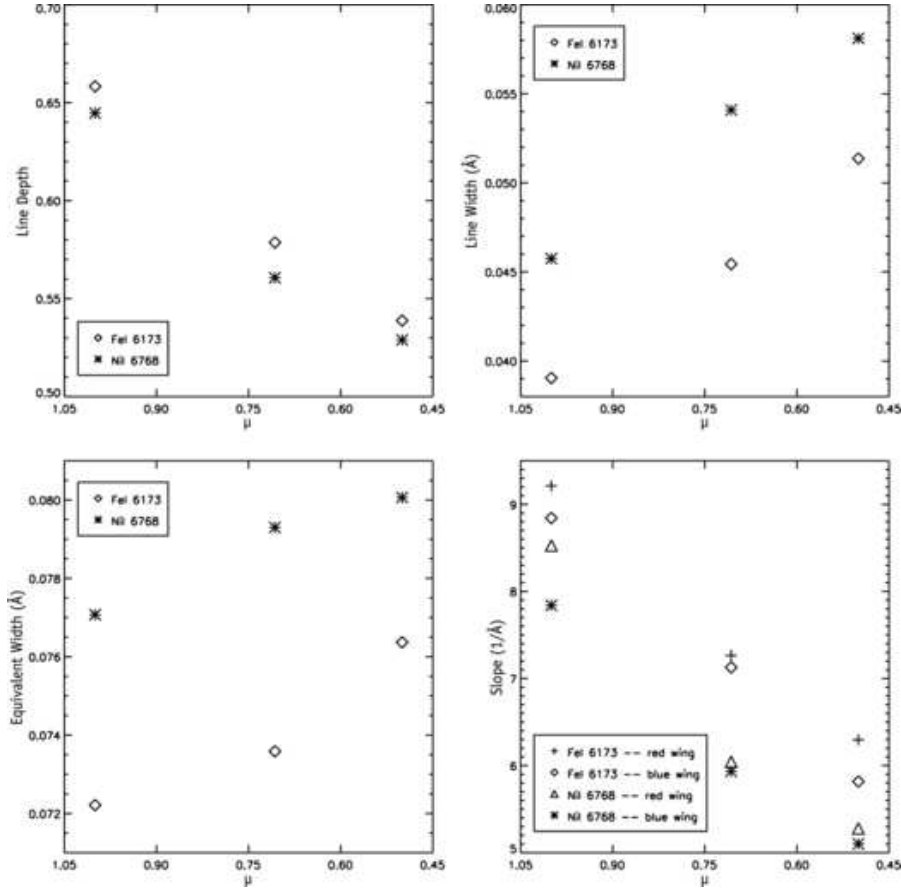 0.70
0.65
0.60
0.55
0.50
Line Depth
◇ FeI 6173
✳ NiI 6768
1.05 0.90 0.75 0.60 0.45
μ
0.060
0.055
0.050
0.045
0.040
Line Width (Å)
◇ FeI 6173
✳ NiI 6768
1.05 0.90 0.75 0.60 0.45
μ
0.080
0.078
0.076
0.074
0.072
Equivalent Width (Å)
◇ FeI 6173
✳ NiI 6768
1.05 0.90 0.75 0.60 0.45
μ
9
8
7
6
5
Slope (1/Å)
+ FeI 6173 –– red wing
◇ FeI 6173 –– blue wing
△ NiI 6768 –– red wing
✳ NiI 6768 –– blue wing
1.05 0.90 0.75 0.60 0.45
μ